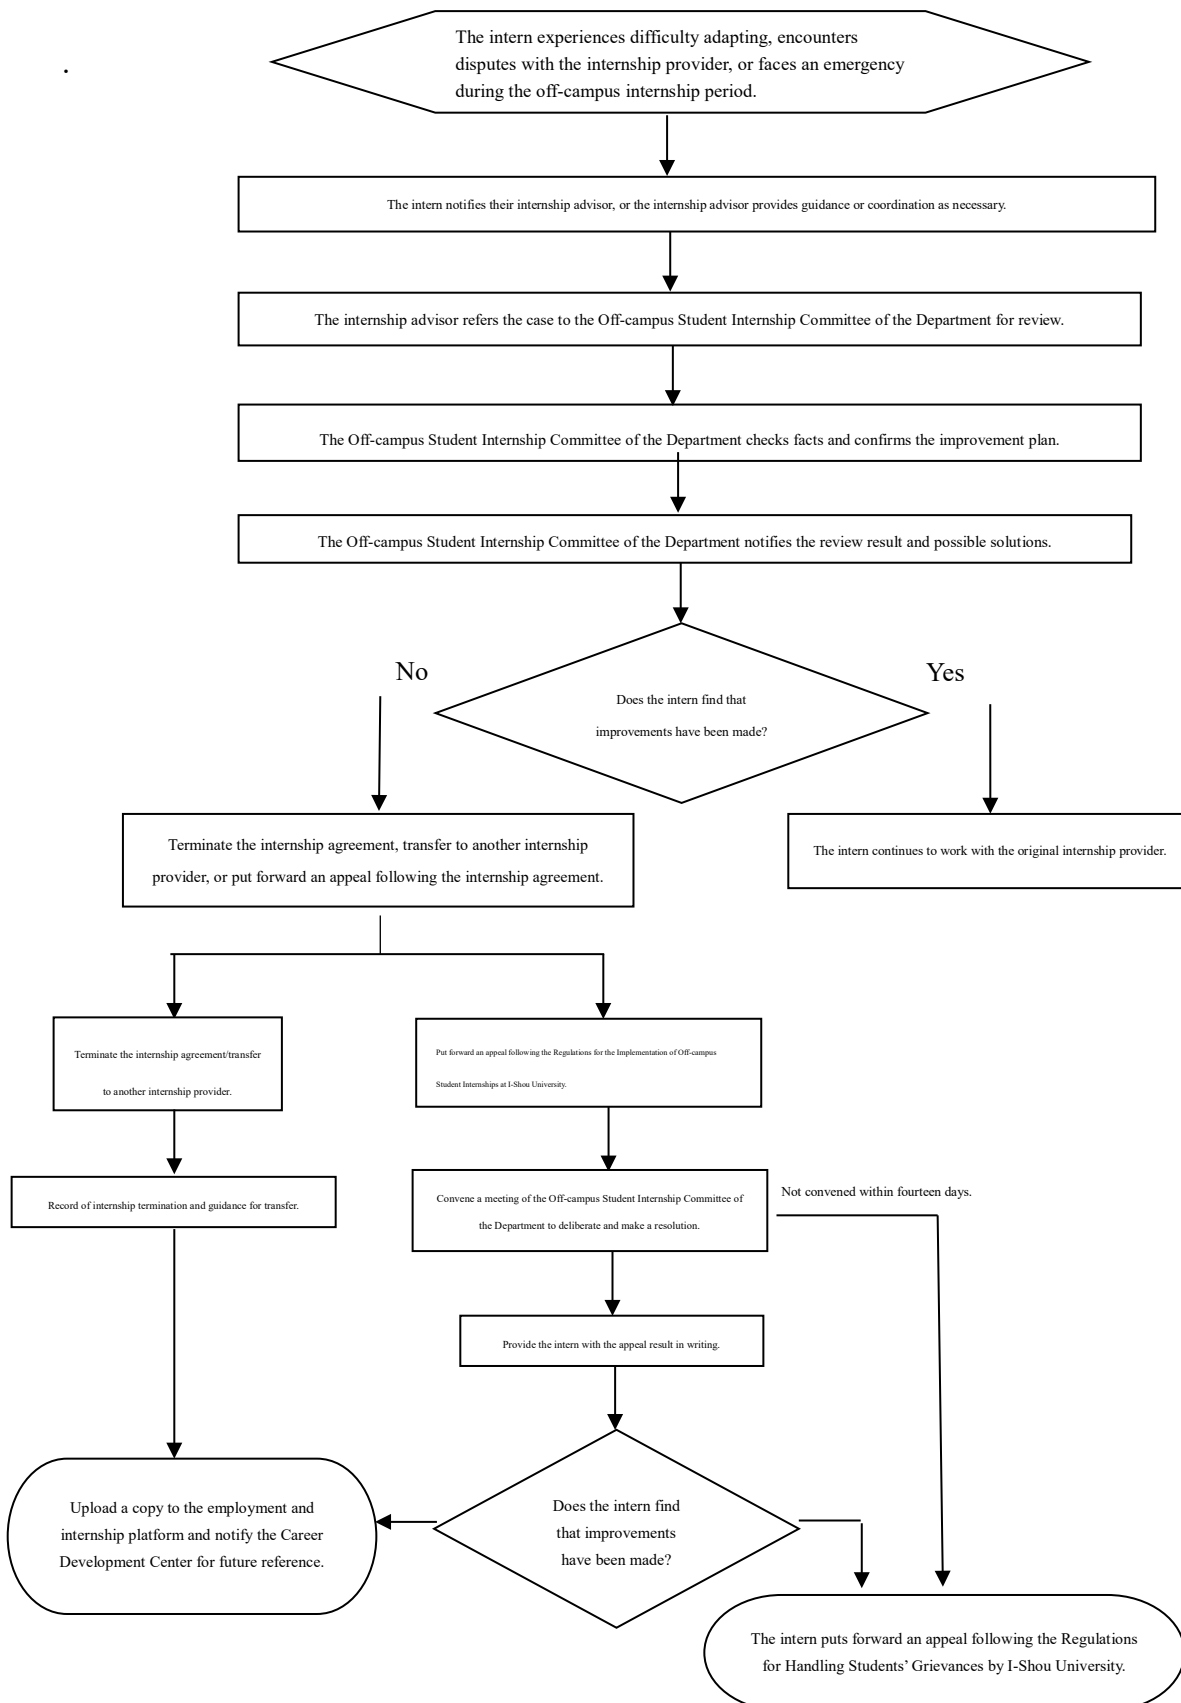 The intern experiences difficulty adapting, encounters
disputes with the internship provider, or faces an emergency
during the off-campus internship period.
.
The intern notifies their internship advisor, or the internship advisor provides guidance or coordination as necessary.
The internship advisor refers the case to the Off-campus Student Internship Committee of the Department for review.
The Off-campus Student Internship Committee of the Department checks facts and confirms the improvement plan.
The Off-campus Student Internship Committee of the Department notifies the review result and possible solutions.
No
Yes
Does the intern find that
improvements have been made?
Terminate the internship agreement, transfer to another internship
provider, or put forward an appeal following the internship agreement.
The intern continues to work with the original internship provider.
Terminate the internship agreement/transfer
to another internship provider.
Put forward an appeal following the Regulations for the Implementation of Off-campus
Student Internships at I-Shou University.
Record of internship termination and guidance for transfer.
Convene a meeting of the Off-campus Student Internship Committee of
the Department to deliberate and make a resolution.
Not convened within fourteen days.
Provide the intern with the appeal result in writing.
Upload a copy to the employment and
internship platform and notify the Career
Development Center for future reference.
Does the intern find
that improvements
have been made?
The intern puts forward an appeal following the Regulations
for Handling Students’ Grievances by I-Shou University.